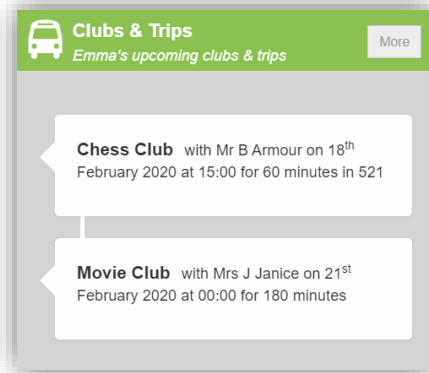 Clubs & Trips
Emma's upcoming clubs & trips
More
Chess Club with Mr B Armour on 18th
February 2020 at 15:00 for 60 minutes in 521
Movie Club with Mrs J Janice on 21st
February 2020 at 00:00 for 180 minutes